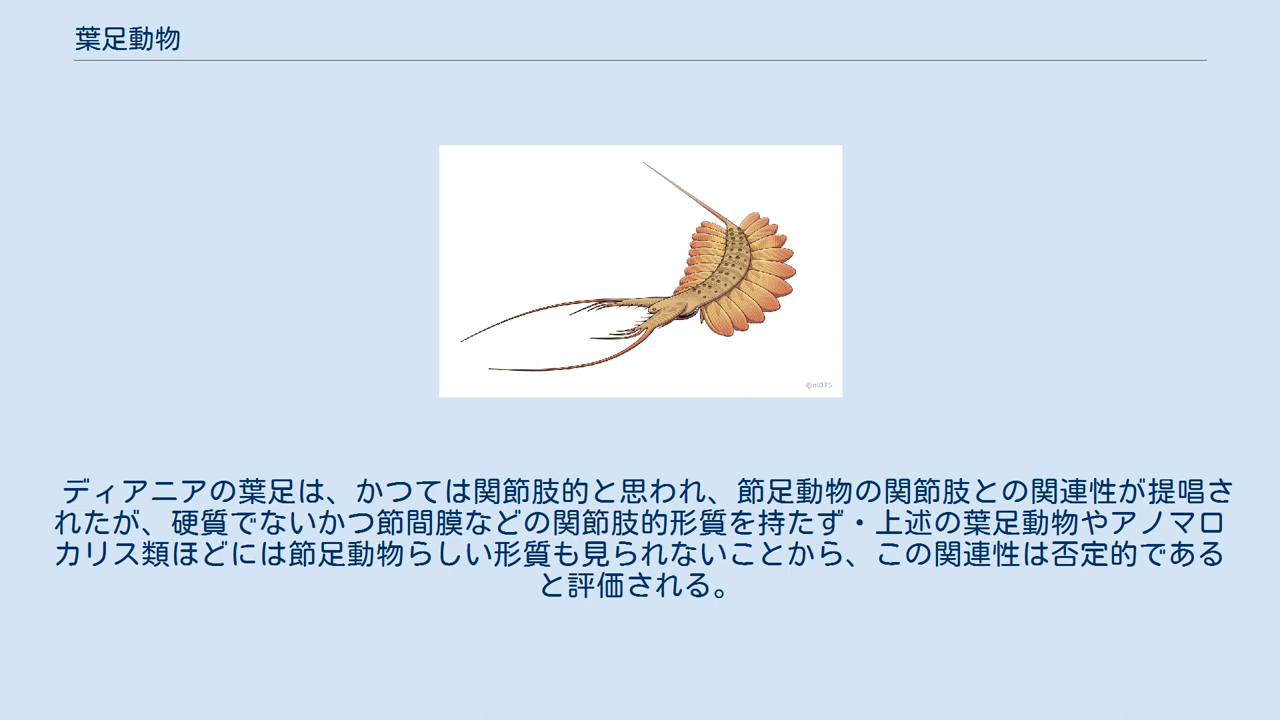 葉足動物
©ni075
ディアニアの葉足は、かつては関節肢的と思われ、節足動物の関節肢との関連性が提唱さ
れたが、硬質でないかつ節間膜などの関節肢的形質を持たず・上述の葉足動物やアノマロ
カリス類ほどには節足動物らしい形質も見られないことから、この関連性は否定的である
と評価される。